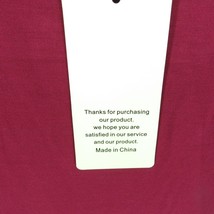 Thanks for purchasing
our product.
we hope you are
satisfied in our service
and our product.
Made in China